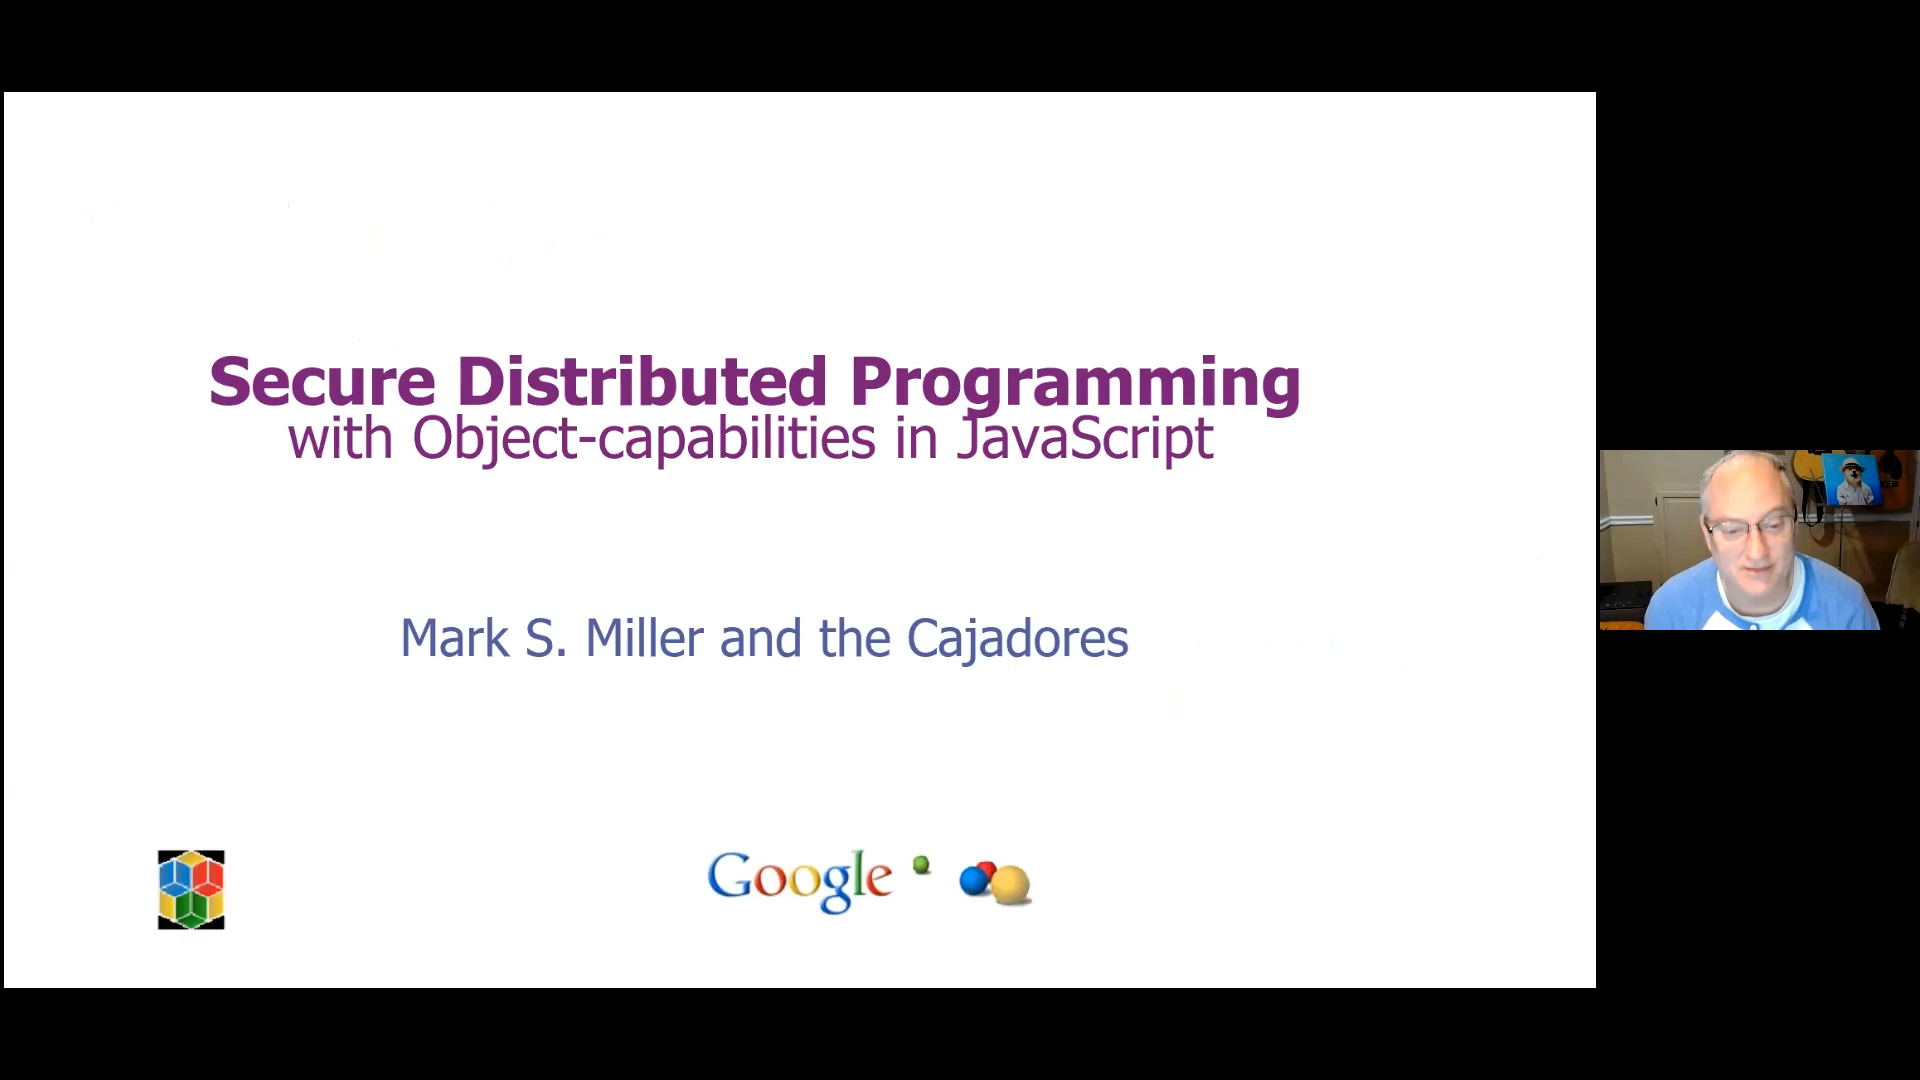 Secure Distributed Programming
with Object-capabilities in JavaScript
Mark S. Miller and the Cajadores
Google